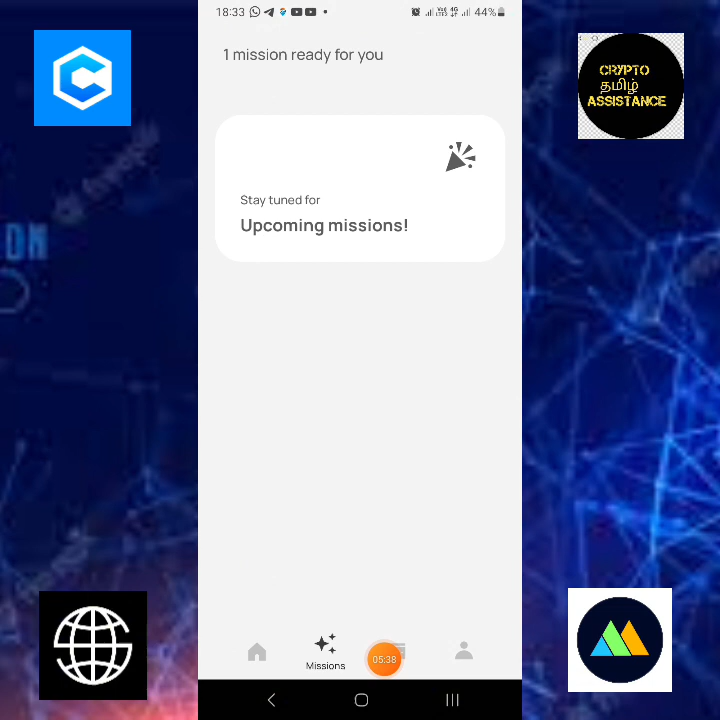 18:33
44%
1 mission ready for you
CRYPTO
தமிழ்
ASSISTANCE
Stay tuned for
Upcoming missions!
ON
Missions
05:38